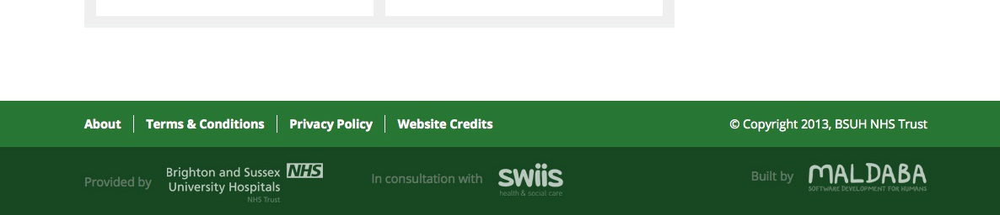 About
Terms & Conditions
Privacy Policy
Website Credits
© Copyright 2013, BSUH NHS Trust
Provided by
Brighton and Sussex NHS
University Hospitals
NHS Trust
In consultation with
swiis
health & social care
Built by
MALDABA
SOFTWARE DEVELOPMENT FOR HUMANS